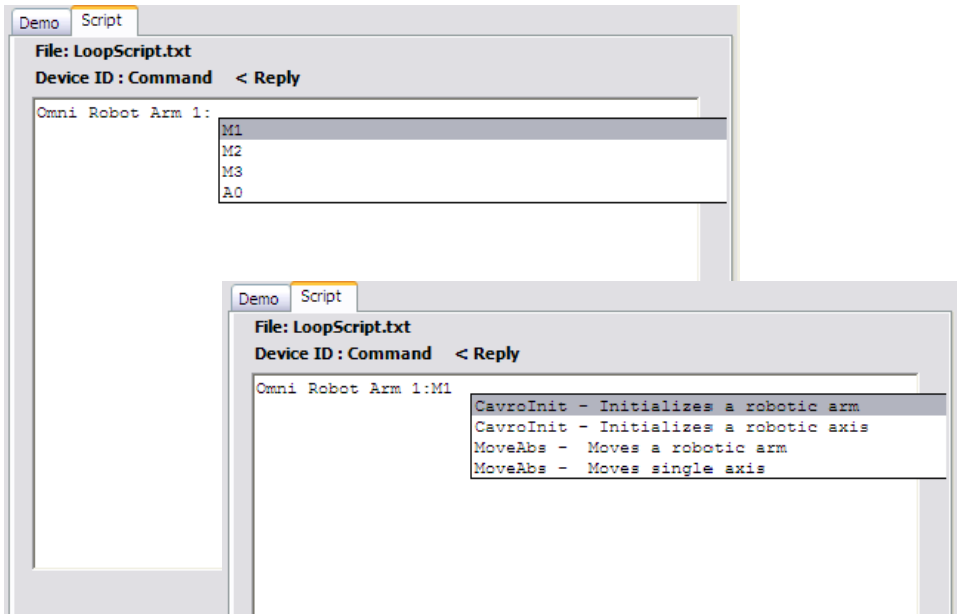 Demo Script
File: LoopScript.txt
Device ID : Command < Reply
Omni Robot Arm 1:
M1
M2
M3
A0
Demo Script
File: LoopScript.txt
Device ID : Command < Reply
Omni Robot Arm 1:M1
CavroInit - Initializes a robotic arm
CavroInit - Initializes a robotic axis
MoveAbs -  Moves a robotic arm
MoveAbs -  Moves single axis